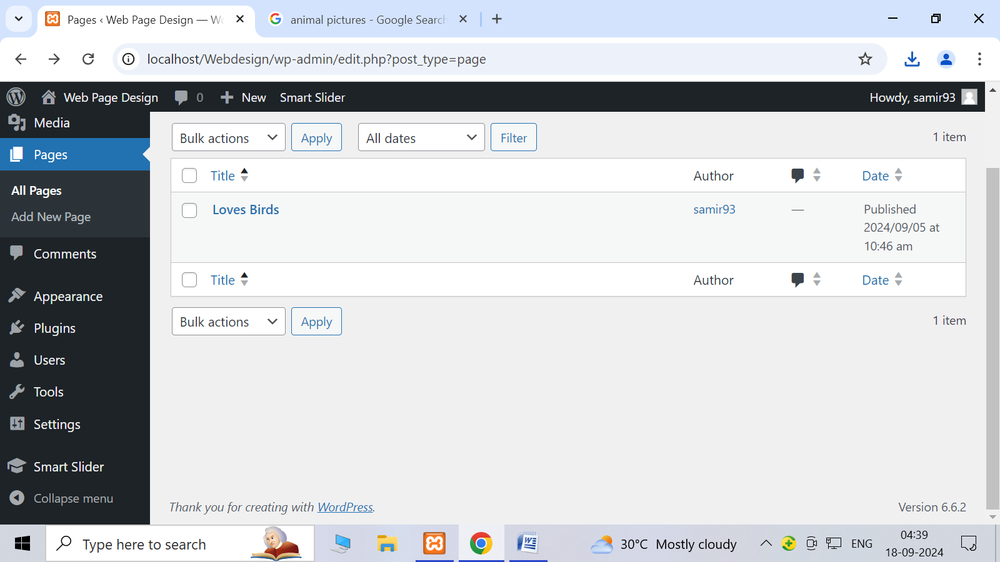 Pages ‹ Web Page Design — Wo
animal pictures - Google Search
localhost/Webdesign/wp-admin/edit.php?post_type=page
Web Page Design 0 New Smart Slider Howdy, samir93
Media
Pages
All Pages
Add New Page
Comments
Appearance
Plugins
Users
Tools
Settings
Smart Slider
Collapse menu
Bulk actions Apply All dates Filter 1 item
Title Author Date
Loves Birds samir93 — Published
2024/09/05 at
10:46 am
Title Author Date
Bulk actions Apply 1 item
Thank you for creating with WordPress. Version 6.6.2
Type here to search 30°C Mostly cloudy ENG 04:39
18-09-2024